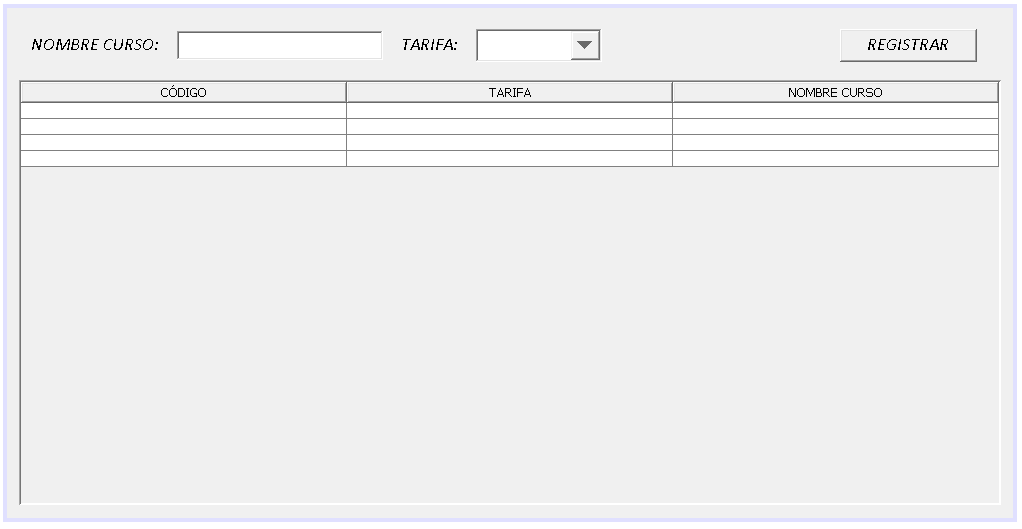 NOMBRE CURSO: TARIFA: REGISTRAR
CÓDIGO TARIFA NOMBRE CURSO